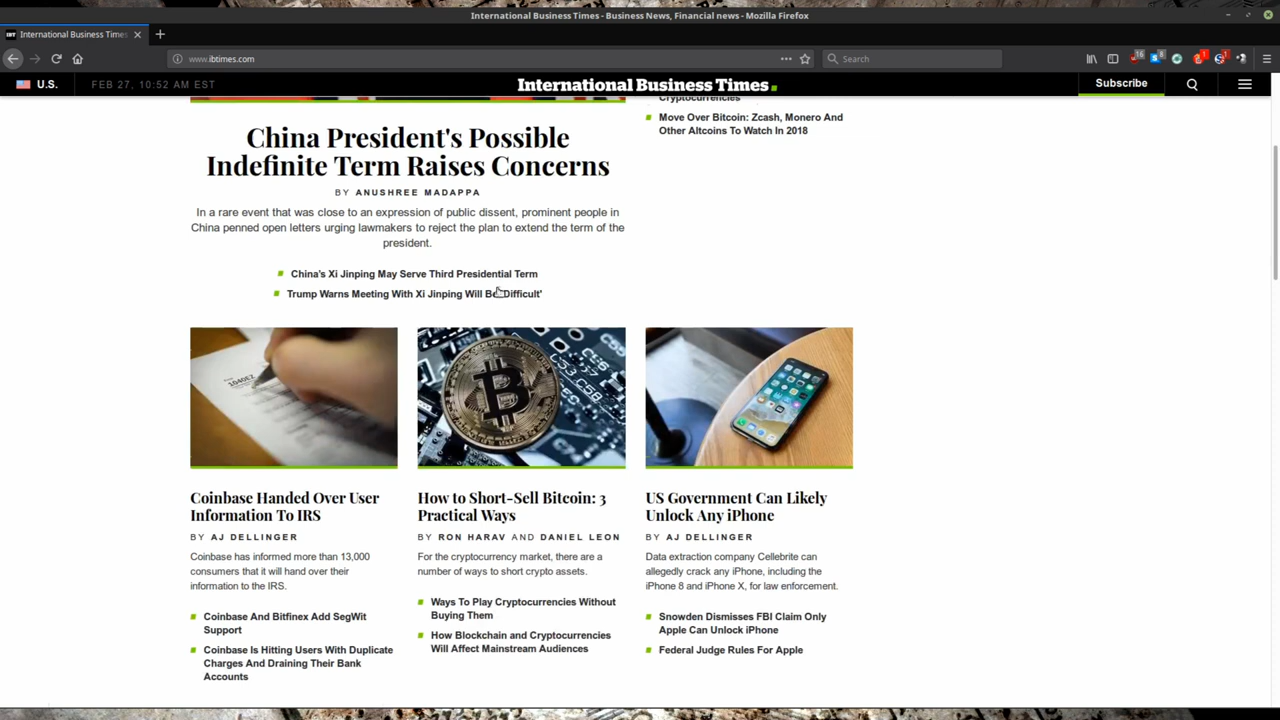 International Business Times - Business News, Financial news - Mozilla Firefox
IBT International Business Times
www.ibtimes.com
Search
16 8 1 1
U.S. FEB 27, 10:52 AM EST
International Business Times
Subscribe
Cryptocurrencies
Move Over Bitcoin: Zcash, Monero And
Other Altcoins To Watch In 2018
China President's Possible
Indefinite Term Raises Concerns
BY ANUSHREE MADAPPA
In a rare event that was close to an expression of public dissent, prominent people in
China penned open letters urging lawmakers to reject the plan to extend the term of the
president.
China's Xi Jinping May Serve Third Presidential Term
Trump Warns Meeting With Xi Jinping Will Be Difficult'
1040EZ
Coinbase Handed Over User
Information To IRS
BY AJ DELLINGER
Coinbase has informed more than 13,000
consumers that it will hand over their
information to the IRS.
Coinbase And Bitfinex Add SegWit
Support
Coinbase Is Hitting Users With Duplicate
Charges And Draining Their Bank
Accounts
How to Short-Sell Bitcoin: 3
Practical Ways
BY RON HARAV AND DANIEL LEON
For the cryptocurrency market, there are a
number of ways to short crypto assets.
Ways To Play Cryptocurrencies Without
Buying Them
How Blockchain and Cryptocurrencies
Will Affect Mainstream Audiences
US Government Can Likely
Unlock Any iPhone
BY AJ DELLINGER
Data extraction company Cellebrite can
allegedly crack any iPhone, including the
iPhone 8 and iPhone X, for law enforcement.
Snowden Dismisses FBI Claim Only
Apple Can Unlock iPhone
Federal Judge Rules For Apple